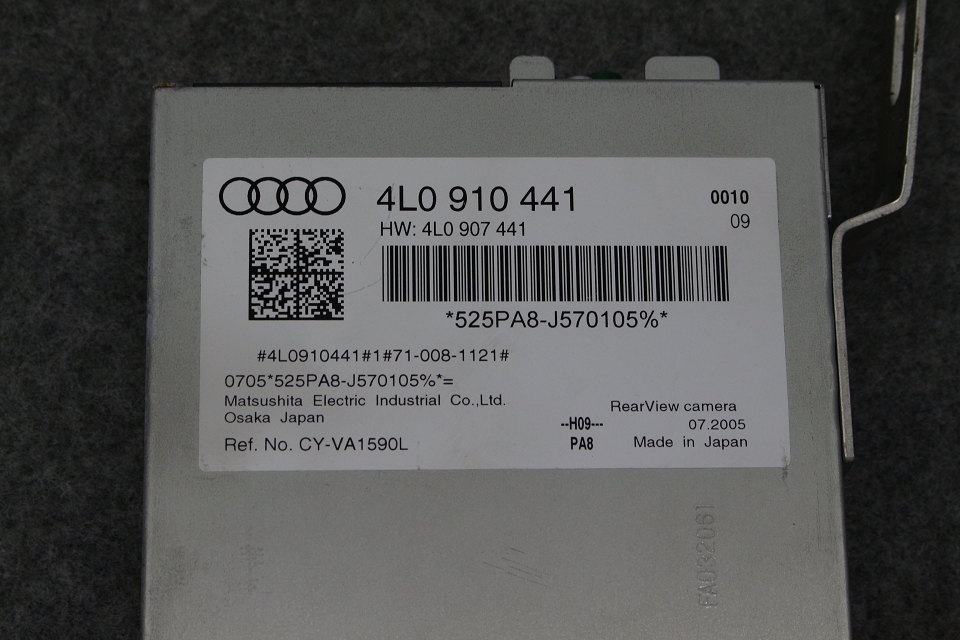 4L0 910 441
0010
HW: 4L0 907 441
09
*525PA8-J570105%*
#4L0910441#1#71-008-1121#
0705*525PA8-J570105%*=
Matsushita Electric Industrial Co.,Ltd.
Osaka Japan
Ref. No. CY-VA1590L
--H09---
PA8
RearView camera
07.2005
Made in Japan
FA032061